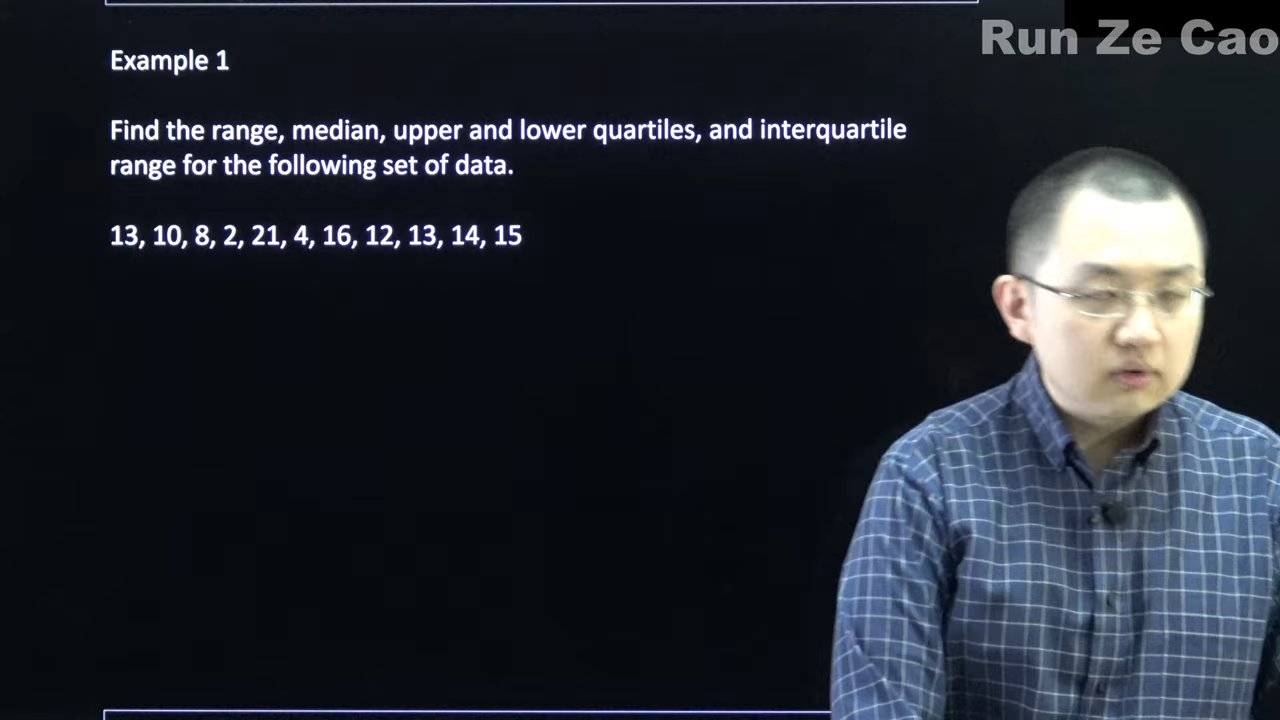 Run Ze Cao
Example 1
Find the range, median, upper and lower quartiles, and interquartile
range for the following set of data.
13, 10, 8, 2, 21, 4, 16, 12, 13, 14, 15